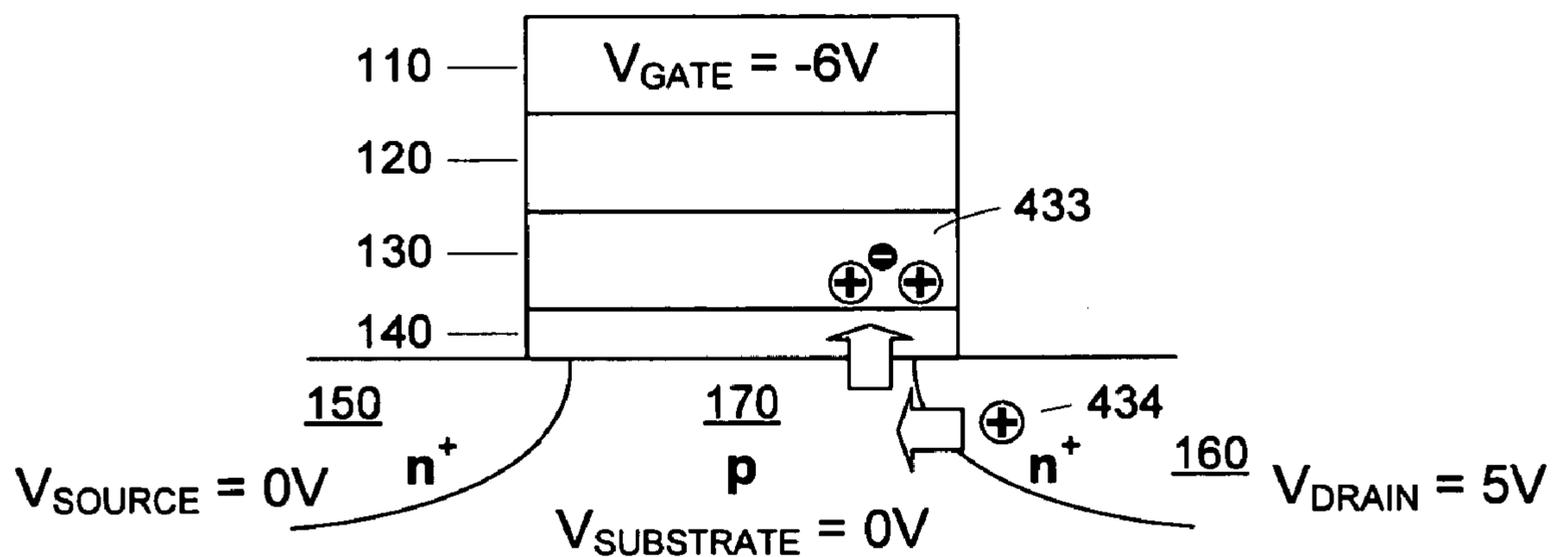 110
V_GATE = -6V
120
433
130
140
150
170
434
n+
p
n+
160
V_SOURCE = 0V
V_DRAIN = 5V
V_SUBSTRATE = 0V